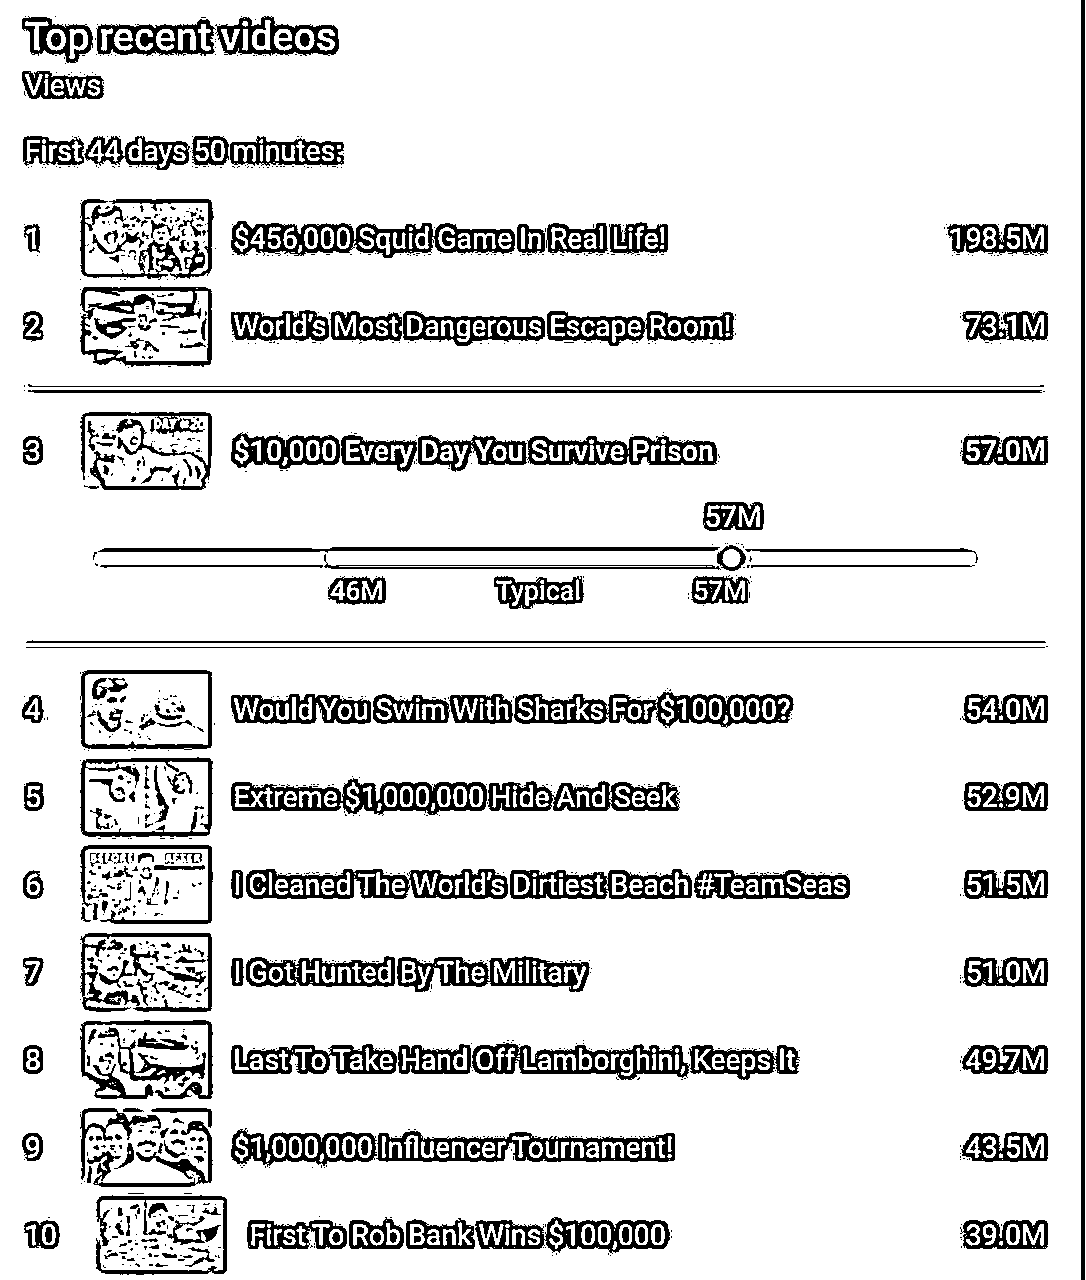 Top recent videos
Views
First 44 days 50 minutes:
1 $456,000 Squid Game In Real Life! 198.5M
2 World's Most Dangerous Escape Room! 73.1M
DAY #20
3 $10,000 Every Day You Survive Prison 57.0M
57M
46M Typical 57M
4 Would You Swim With Sharks For $100,000? 54.0M
5 Extreme $1,000,000 Hide And Seek 52.9M
BEFORE AFTER
6 I Cleaned The World's Dirtiest Beach #TeamSeas 51.5M
7 I Got Hunted By The Military 51.0M
8 Last To Take Hand Off Lamborghini, Keeps It 49.7M
9 $1,000,000 Influencer Tournament! 43.5M
10 First To Rob Bank Wins $100,000 39.0M